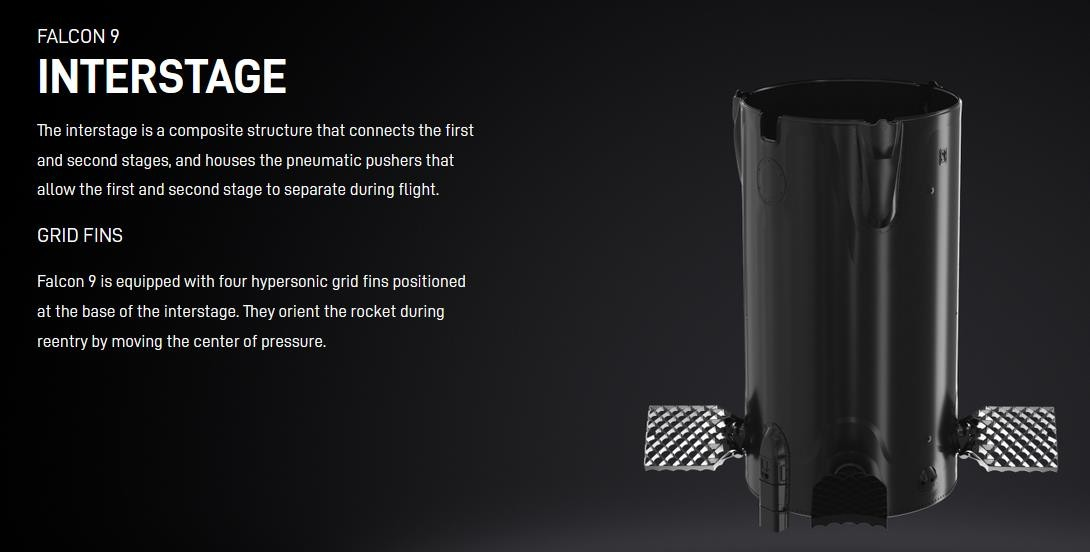 FALCON 9
INTERSTAGE
The interstage is a composite structure that connects the first
and second stages, and houses the pneumatic pushers that
allow the first and second stage to separate during flight.
GRID FINS
Falcon 9 is equipped with four hypersonic grid fins positioned
at the base of the interstage. They orient the rocket during
reentry by moving the center of pressure.